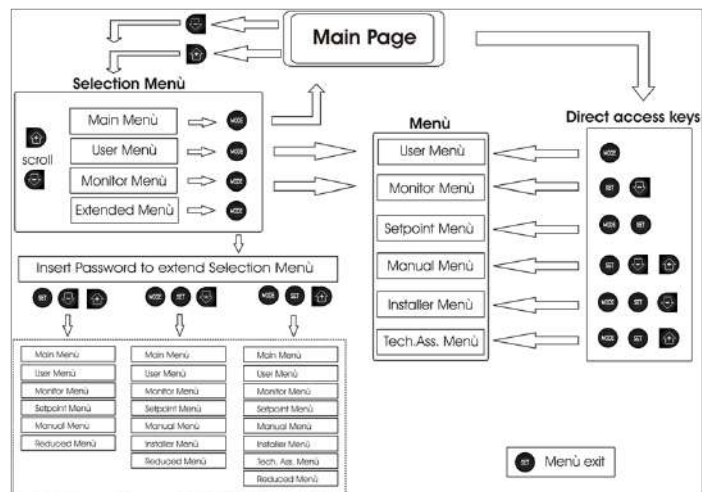 Main Page
Selection Menù
Main Menù
MODE
scroll
User Menù
MODE
Monitor Menù
MODE
Extended Menù
MODE
Insert Password to extend Selection Menù
SET
MODE SET
MODE SET
Main Menù
User Menù
Monitor Menù
Setpoint Menù
Manual Menù
Reduced Menù
Main Menù
User Menù
Monitor Menù
Setpoint Menù
Manual Menù
Installer Menù
Reduced Menù
Main Menù
User Menù
Monitor Menù
Setpoint Menù
Manual Menù
Installer Menù
Tech. Ass. Menù
Reduced Menù
Menù
User Menù
Monitor Menù
Setpoint Menù
Manual Menù
Installer Menù
Tech.Ass. Menù
Direct access keys
MODE
SET
MODE SET
SET
MODE SET
MODE SET
SET Menù exit